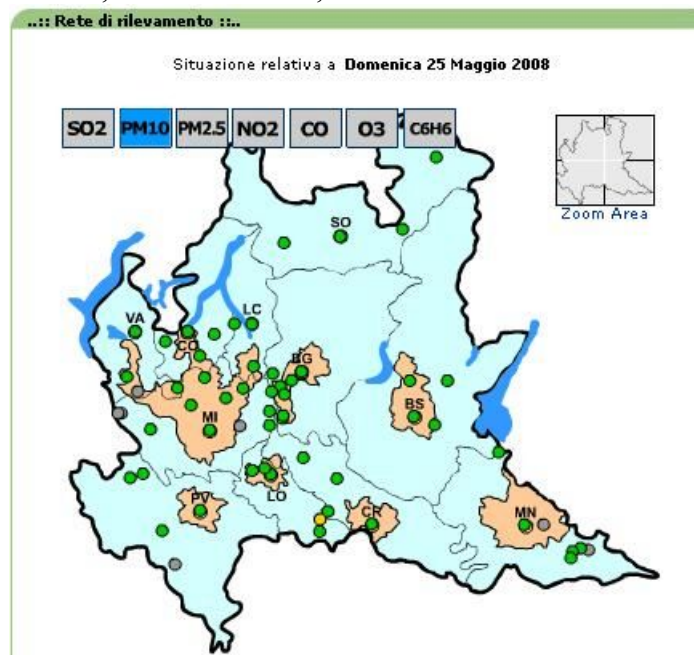 ..:: Rete di rilevamento ::..
Situazione relativa a Domenica 25 Maggio 2008
SO2 PM10 PM2.5 NO2 CO O3 C6H6
Zoom Area
SO
VA
LC
CO
BG
MI
BS
LO
PV
CR
MN